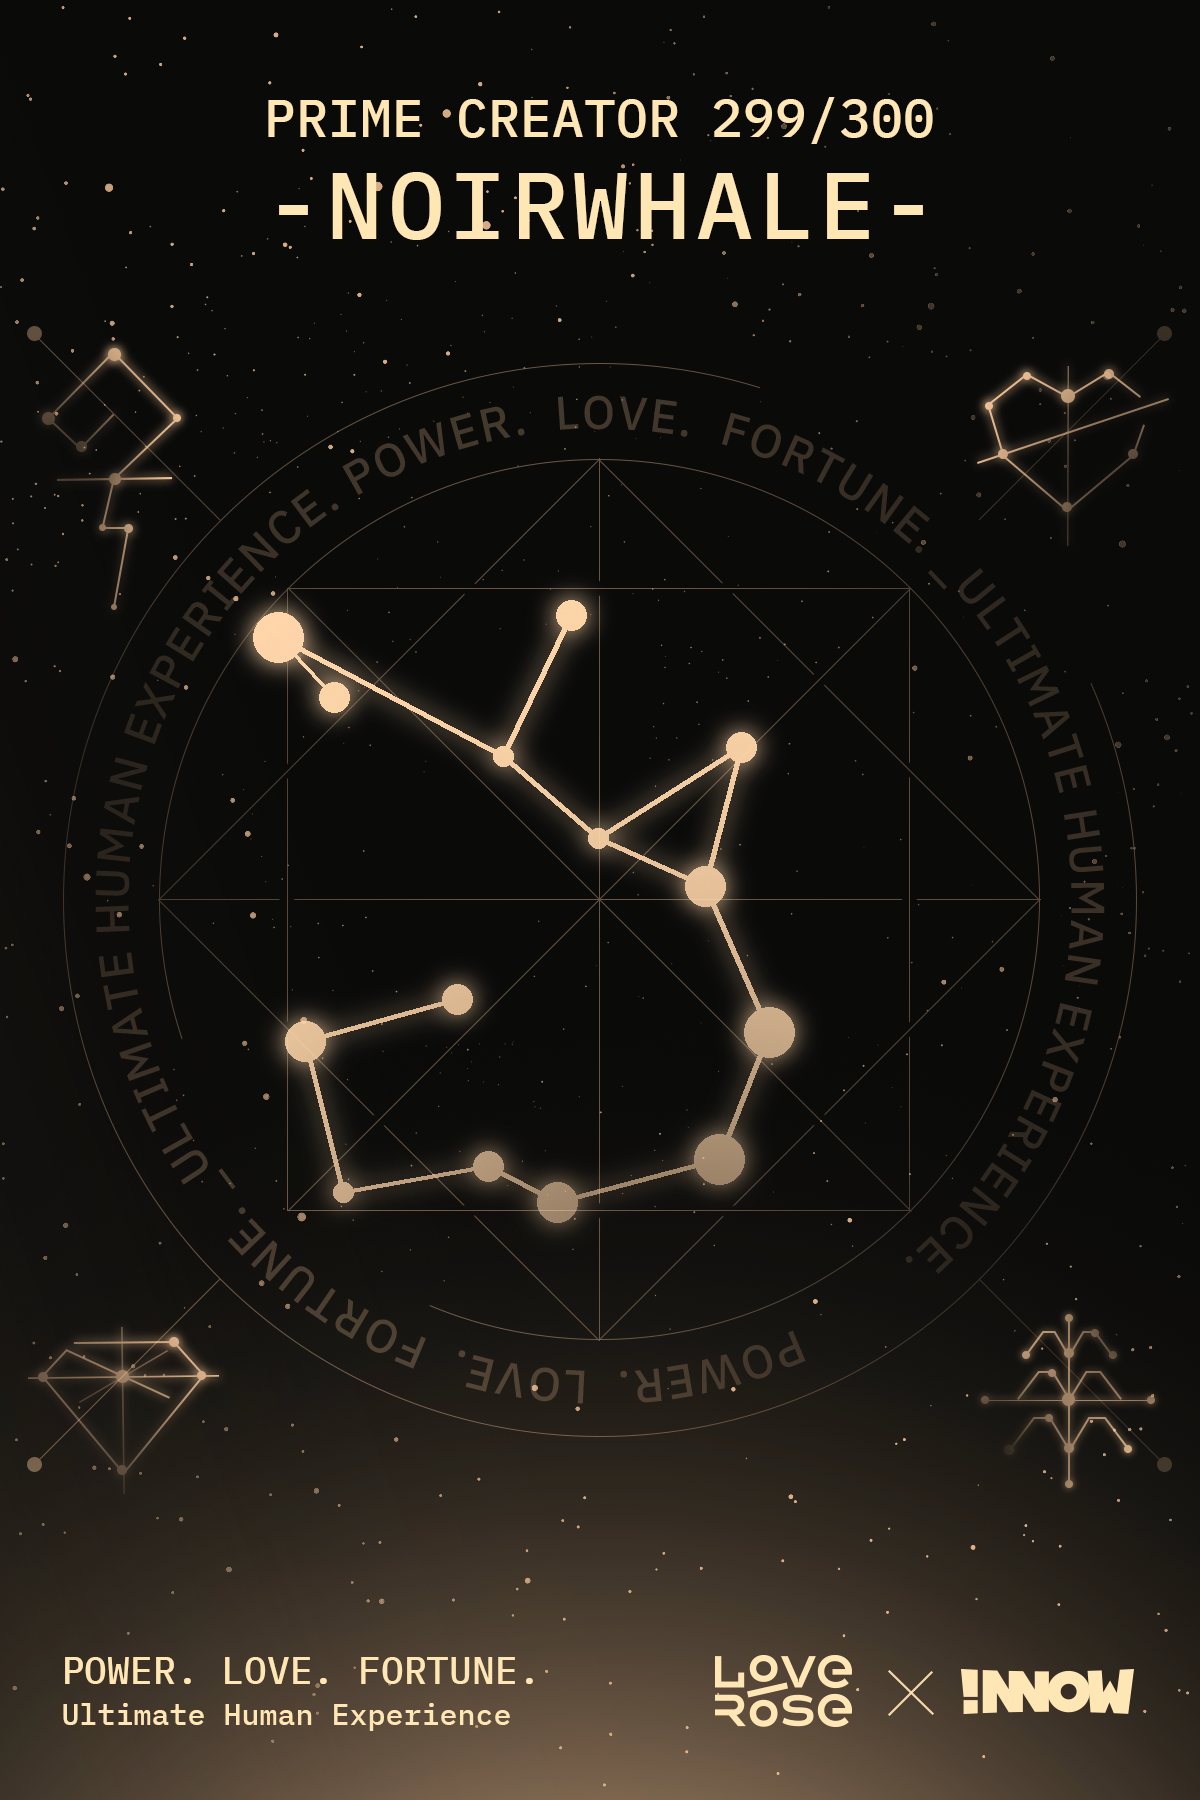 PRIME CREATOR 299/300
-NOIRWHALE-
POWER. LOVE. FORTUNE. – ULTIMATE HUMAN EXPERIENCE.
POWER. LOVE. FORTUNE. – ULTIMATE HUMAN EXPERIENCE.
POWER. LOVE. FORTUNE.
Ultimate Human Experience
LOVE
ROSE
!NNOW